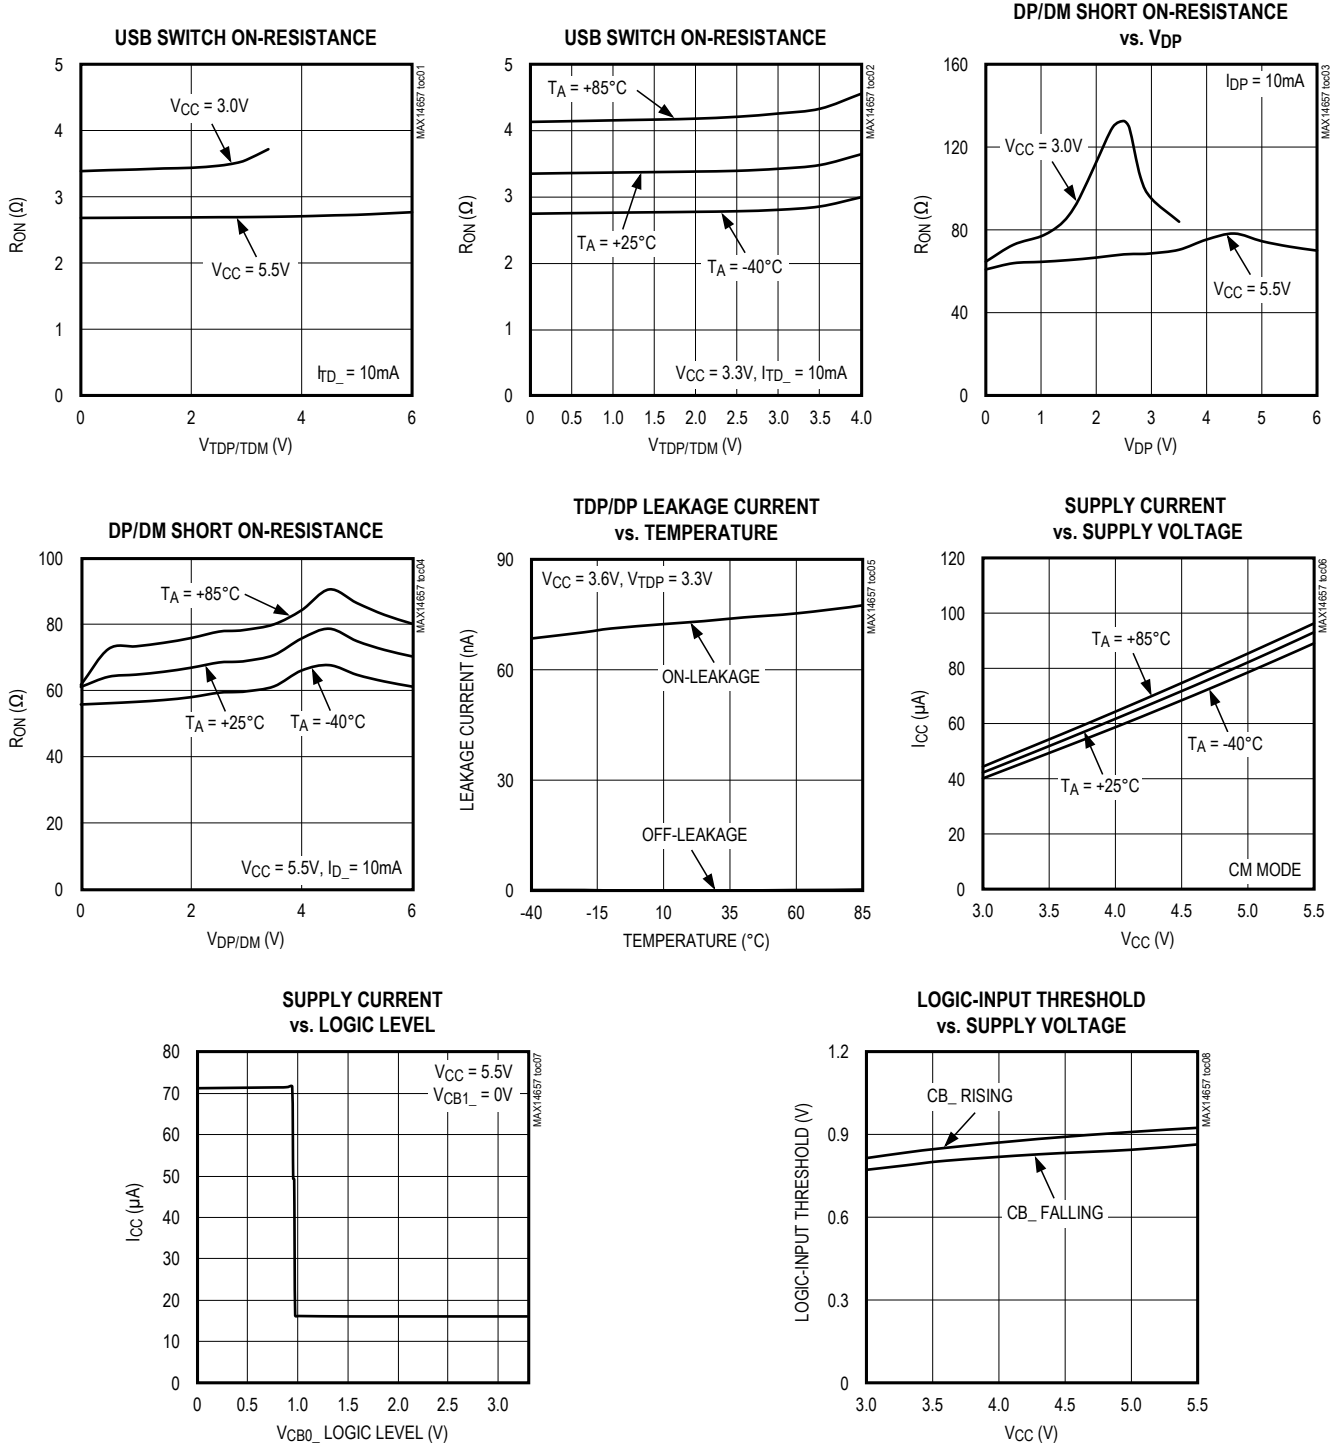 USB SWITCH ON-RESISTANCE
5
4
3
2
1
0
RON (Ω)
VCC = 3.0V
VCC = 5.5V
ITD_ = 10mA
MAX14657 toc01
0 2 4 6
VTDP/TDM (V)
USB SWITCH ON-RESISTANCE
5
4
3
2
1
0
RON (Ω)
TA = +85°C
TA = +25°C
TA = -40°C
VCC = 3.3V, ITD_ = 10mA
MAX14657 toc02
0 0.5 1.0 1.5 2.0 2.5 3.0 3.5 4.0
VTDP/TDM (V)
DP/DM SHORT ON-RESISTANCE
vs. VDP
160
120
80
40
0
RON (Ω)
IDP = 10mA
VCC = 3.0V
VCC = 5.5V
MAX14657 toc03
0 1 2 3 4 5 6
VDP (V)
DP/DM SHORT ON-RESISTANCE
100
80
60
40
20
0
RON (Ω)
TA = +85°C
TA = +25°C
TA = -40°C
VCC = 5.5V, ID_ = 10mA
MAX14657 toc04
0 2 4 6
VDP/DM (V)
TDP/DP LEAKAGE CURRENT
vs. TEMPERATURE
90
60
30
0
LEAKAGE CURRENT (nA)
VCC = 3.6V, VTDP = 3.3V
ON-LEAKAGE
OFF-LEAKAGE
MAX14657 toc05
-40 -15 10 35 60 85
TEMPERATURE (°C)
SUPPLY CURRENT
vs. SUPPLY VOLTAGE
120
100
80
60
40
20
0
ICC (µA)
TA = +85°C
TA = -40°C
TA = +25°C
CM MODE
MAX14657 toc06
3.0 3.5 4.0 4.5 5.0 5.5
VCC (V)
SUPPLY CURRENT
vs. LOGIC LEVEL
80
70
60
50
40
30
20
10
0
ICC (µA)
VCC = 5.5V
VCB1_ = 0V
MAX14657 toc07
0 0.5 1.0 1.5 2.0 2.5 3.0
VCB0_ LOGIC LEVEL (V)
LOGIC-INPUT THRESHOLD
vs. SUPPLY VOLTAGE
1.2
0.9
0.6
0.3
0
LOGIC-INPUT THRESHOLD (V)
CB_ RISING
CB_ FALLING
MAX14657 toc08
3.0 3.5 4.0 4.5 5.0 5.5
VCC (V)